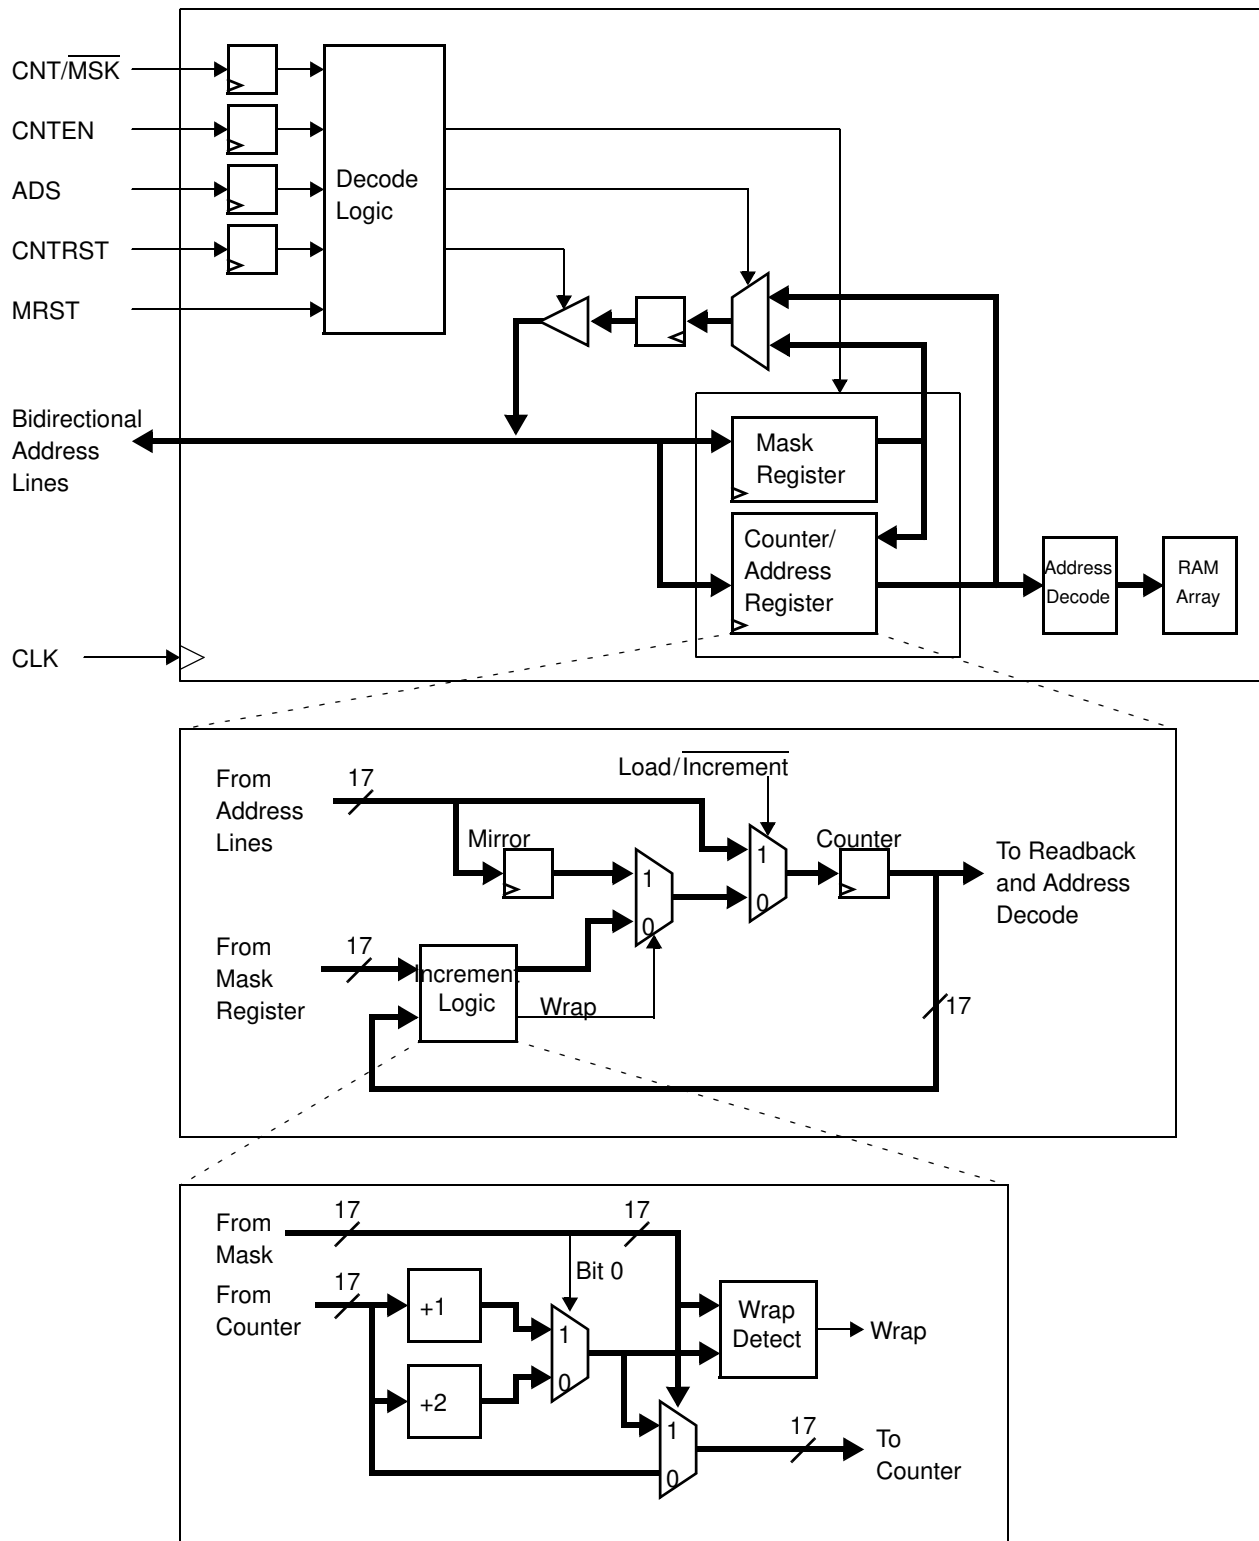 CNT/MSK
CNTEN
ADS
CNTRST
MRST
Decode
Logic
Bidirectional
Address
Lines
Mask
Register
Counter/
Address
Register
Address
Decode
RAM
Array
CLK
From
Address
Lines
17
Load/Increment
Mirror
Counter
1
0
1
0
To Readback
and Address
Decode
From
Mask
Register
17
Increment
Logic
Wrap
17
From
Mask
17
17
Bit 0
From
Counter
17
+1
+2
1
0
Wrap
Detect
Wrap
1
0
17
To
Counter